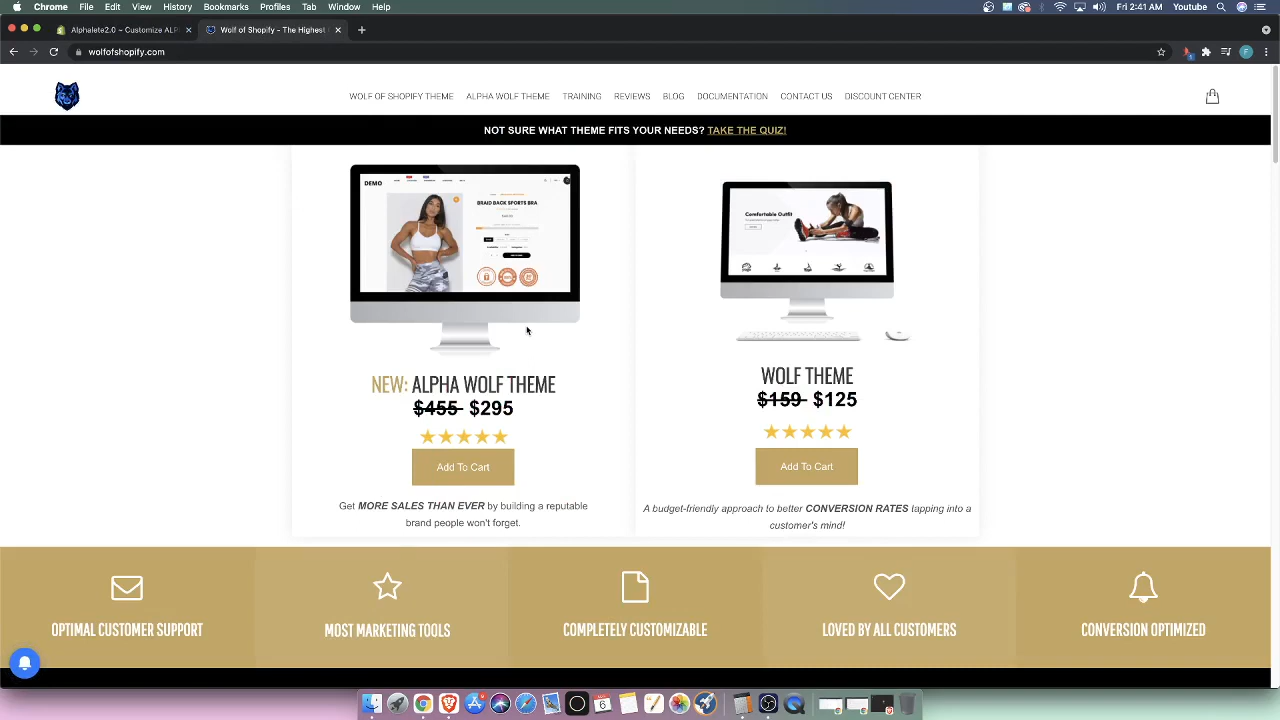 Chrome File Edit View History Bookmarks Profiles Tab Window Help
Fri 2:41 AM Youtube
Alphalete2.0 ~ Customize ALP
Wolf of Shopify - The Highest
wolfofshopify.com
WOLF OF SHOPIFY THEME ALPHA WOLF THEME TRAINING REVIEWS BLOG DOCUMENTATION CONTACT US DISCOUNT CENTER
NOT SURE WHAT THEME FITS YOUR NEEDS? TAKE THE QUIZ!
DEMO
BRAID BACK SPORTS BRA
Comfortable Outfit
NEW: ALPHA WOLF THEME
$455 $295
Add To Cart
Get MORE SALES THAN EVER by building a reputable
brand people won't forget.
WOLF THEME
$159 $125
Add To Cart
A budget-friendly approach to better CONVERSION RATES tapping into a
customer's mind!
OPTIMAL CUSTOMER SUPPORT
MOST MARKETING TOOLS
COMPLETELY CUSTOMIZABLE
LOVED BY ALL CUSTOMERS
CONVERSION OPTIMIZED